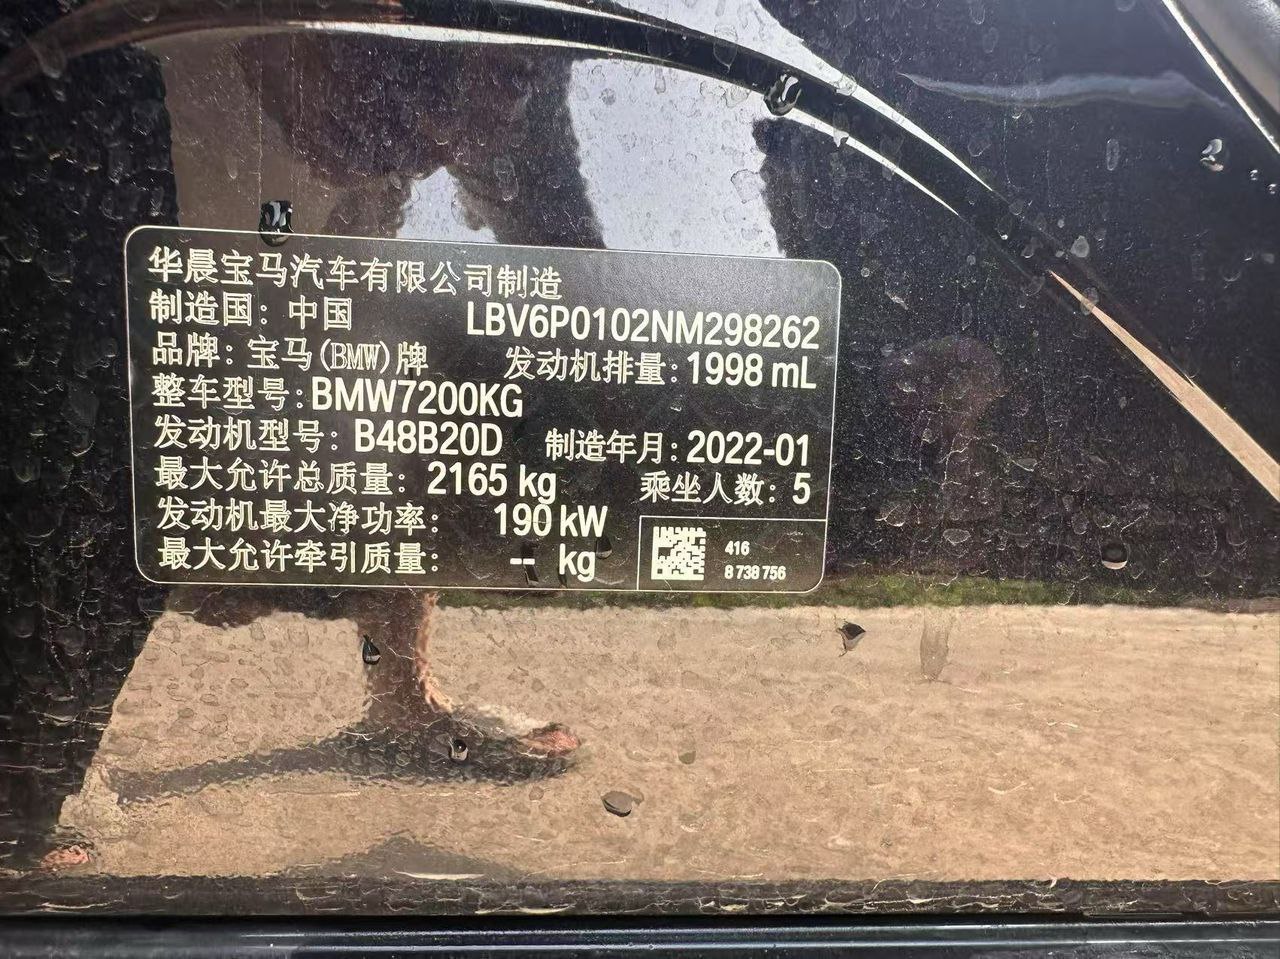 华晨宝马汽车有限公司制造
制造国：中国 LBV6P0102NM298262
品牌：宝马(BMW)牌 发动机排量：1998 mL
整车型号：BMW7200KG
发动机型号：B48B20D 制造年月：2022-01
最大允许总质量：2165 kg 乘坐人数：5
发动机最大净功率： 190 kW
最大允许牵引质量： -- kg
416
8 738 756